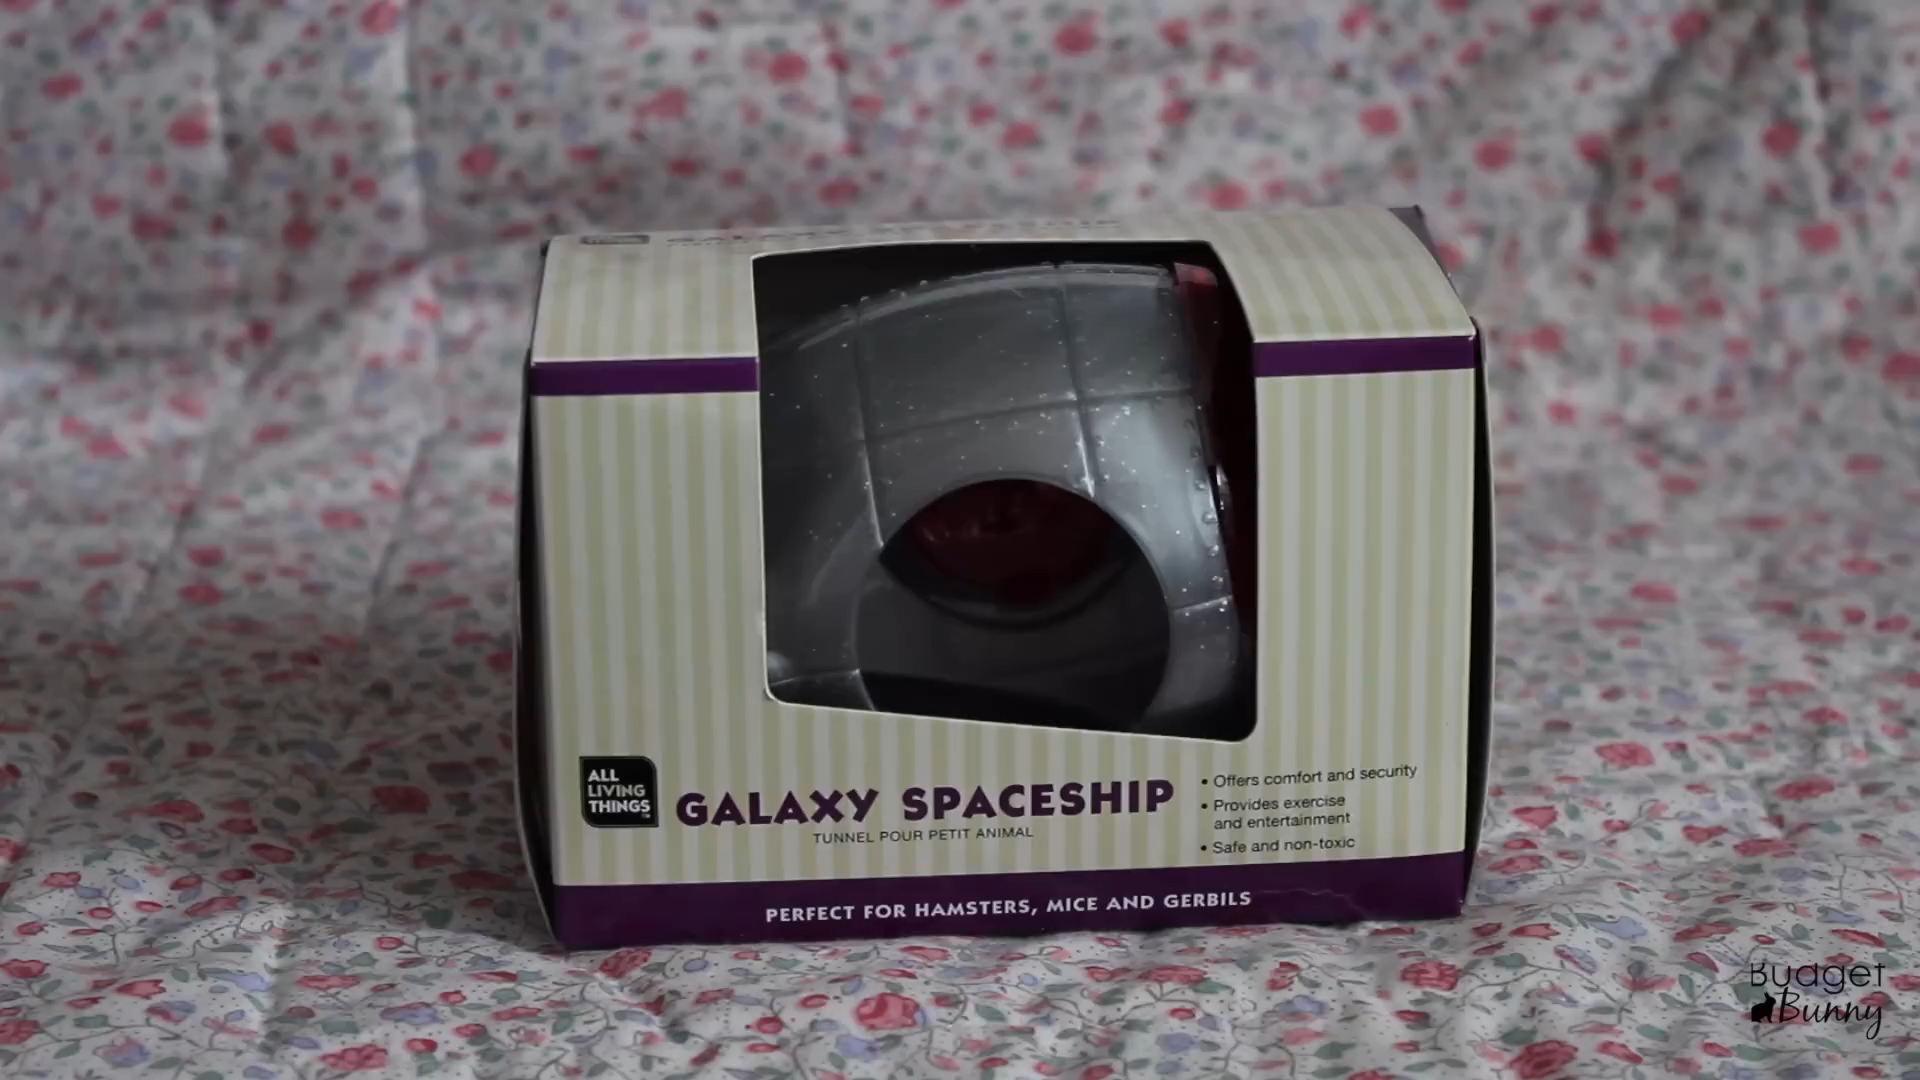 ALL
LIVING
THINGS™
GALAXY SPACESHIP
TUNNEL POUR PETIT ANIMAL
• Offers comfort and security
• Provides exercise
and entertainment
• Safe and non-toxic
PERFECT FOR HAMSTERS, MICE AND GERBILS
Budget
Bunny